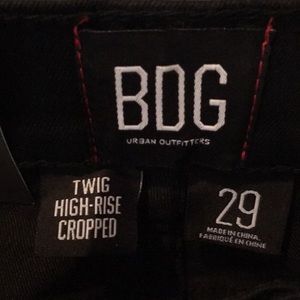 BDG
URBAN OUTFITTERS
TWIG
HIGH-RISE
CROPPED
29
MADE IN CHINA.
FABRIQUÉ EN CHINE